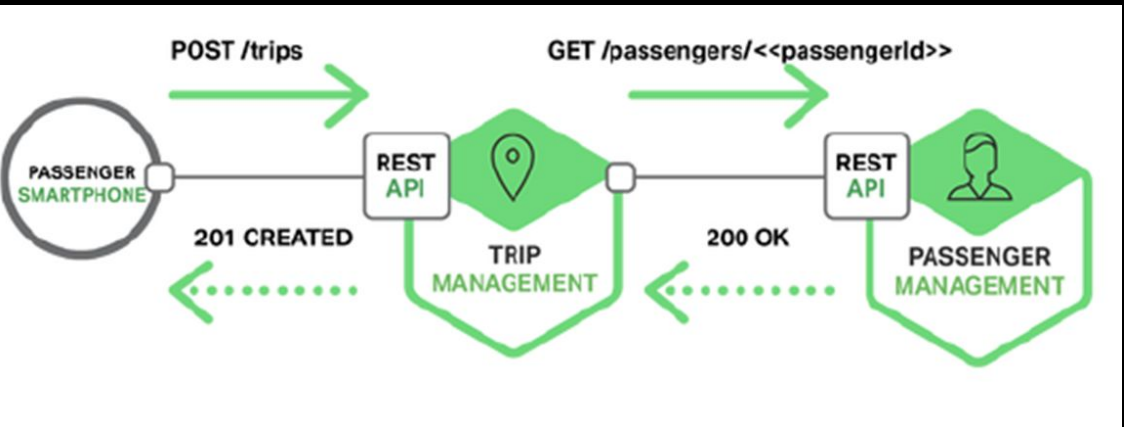 POST /trips
GET /passengers/<<passengerId>>
PASSENGER
SMARTPHONE
REST
API
REST
API
201 CREATED
200 OK
TRIP
MANAGEMENT
PASSENGER
MANAGEMENT